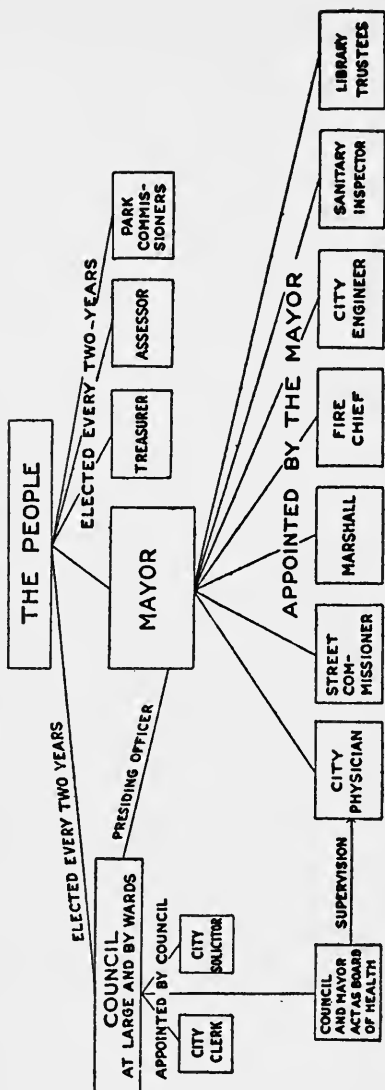 THE PEOPLE
ELECTED EVERY TWO YEARS
ELECTED EVERY TWO-YEARS
COUNCIL
AT LARGE AND BY WARDS
PRESIDING OFFICER
MAYOR
TREASURER
ASSESSOR
PARK
COMMIS-
SIONERS
APPOINTED BY COUNCIL
CITY
CLERK
CITY
SOLICITOR
APPOINTED BY THE MAYOR
COUNCIL
AND MAYOR
ACT AS BOARD
OF HEALTH
SUPERVISION
CITY
PHYSICIAN
STREET
COM-
MISSIONER
MARSHALL
FIRE
CHIEF
CITY
ENGINEER
SANITARY
INSPECTOR
LIBRARY
TRUSTEES